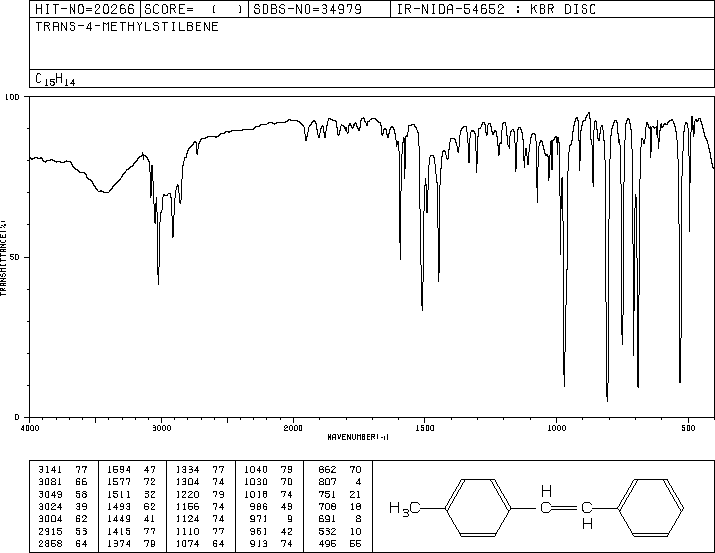 HIT-NO=20266 SCORE= ( ) SDBS-NO=34979 IR-NIDA-54652 : KBR DISC
TRANS-4-METHYLSTILBENE
C15H14
100
50
0
TRANSMITTANCE(%)
4000 3000 2000 1500 1000 500
WAVENUMBER(-1)
3141 77 1594 47 1334 77 1040 79 862 70
3081 66 1577 72 1304 74 1030 70 807 4
3049 58 1511 32 1220 79 1018 74 751 21
3024 39 1493 62 1156 74 986 49 708 18
3004 62 1449 41 1124 74 971 9 691 8
2915 53 1415 77 1110 77 961 42 532 10
2858 64 1374 79 1074 64 913 74 495 55
H
H3C
C
C
H